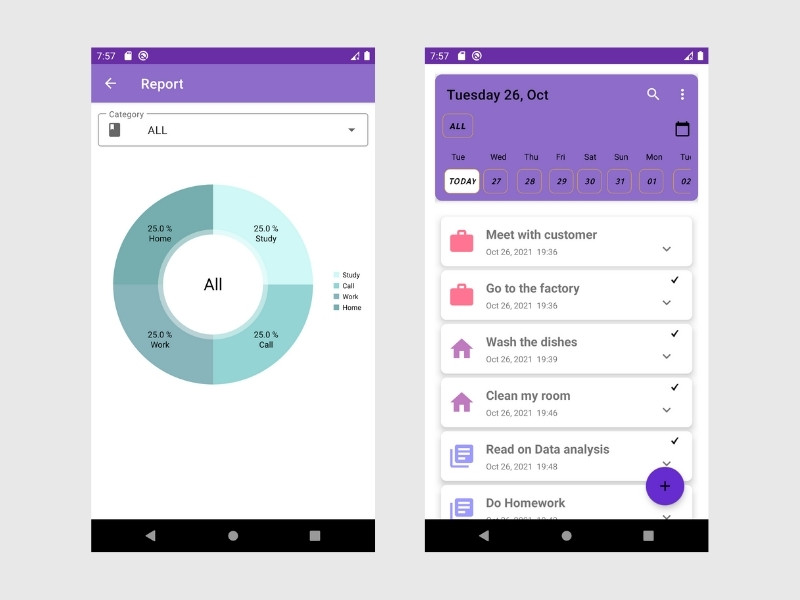 7:57
Report
Category
ALL
25.0 %
Home
25.0 %
Study
All
25.0 %
Work
25.0 %
Call
Study
Call
Work
Home
7:57
Tuesday 26, Oct
ALL
Tue Wed Thu Fri Sat Sun Mon Tue
TODAY 27 28 29 30 31 01 02
Meet with customer
Oct 26, 2021 19:36
Go to the factory
Oct 26, 2021 19:36
Wash the dishes
Oct 26, 2021 19:39
Clean my room
Oct 26, 2021 19:46
Read on Data analysis
Oct 26, 2021 19:48
Do Homework